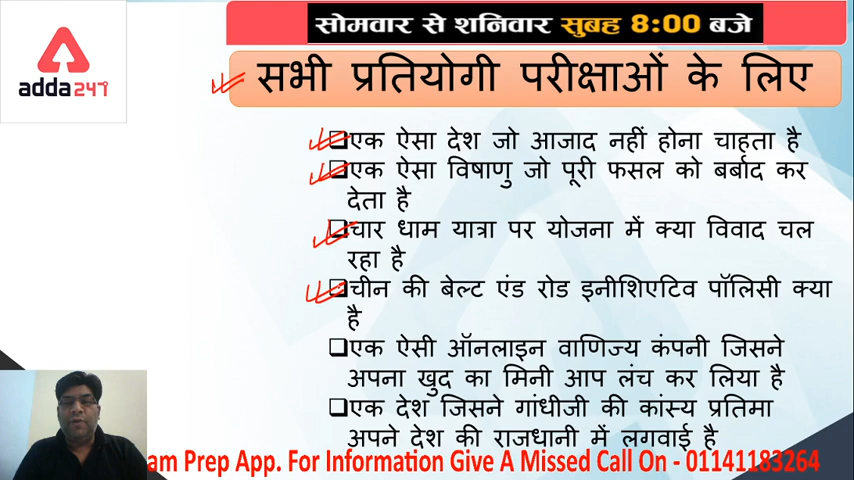 सोमवार से शनिवार सुबह 8:00 बजे
adda247
सभी प्रतियोगी परीक्षाओं के लिए
एक ऐसा देश जो आजाद नहीं होना चाहता है
एक ऐसा विषाणु जो पूरी फसल को बर्बाद कर
देता है
चार धाम यात्रा पर योजना में क्या विवाद चल
रहा है
चीन की बेल्ट एंड रोड इनीशिएटिव पॉलिसी क्या
है
एक ऐसी ऑनलाइन वाणिज्य कंपनी जिसने
अपना खुद का मिनी आप लंच कर लिया है
एक देश जिसने गांधीजी की कांस्य प्रतिमा
अपने देश की राजधानी में लगवाई है
am Prep App. For Information Give A Missed Call On - 01141183264